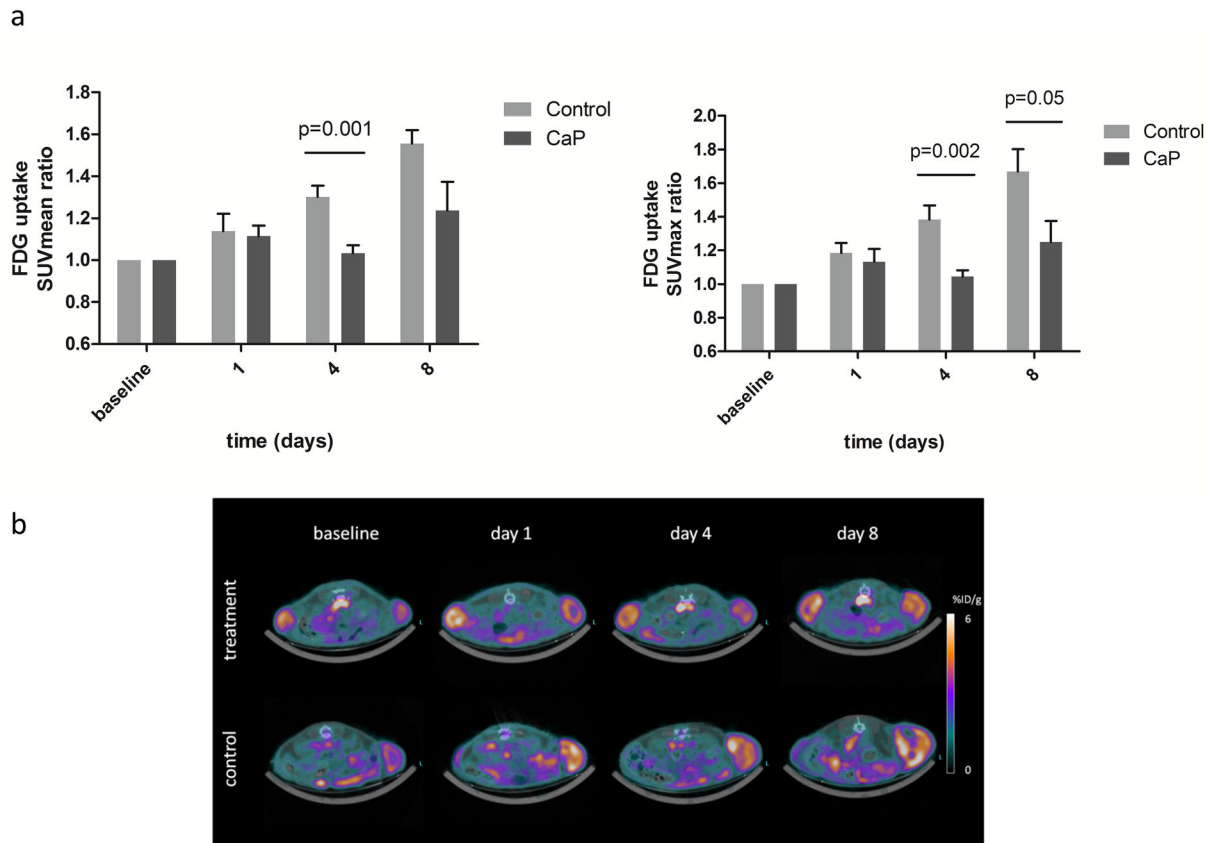 a
1.8
1.6
1.4
1.2
1.0
0.8
0.6
FDG uptake
SUVmean ratio
p=0.001
Control
CaP
baseline
1
4
8
time (days)
2.0
1.8
1.6
1.4
1.2
1.0
0.8
0.6
FDG uptake
SUVmax ratio
p=0.002
p=0.05
Control
CaP
baseline
1
4
8
time (days)
b
baseline day 1 day 4 day 8
treatment
L L L
%ID/g
6
0
control
L L L